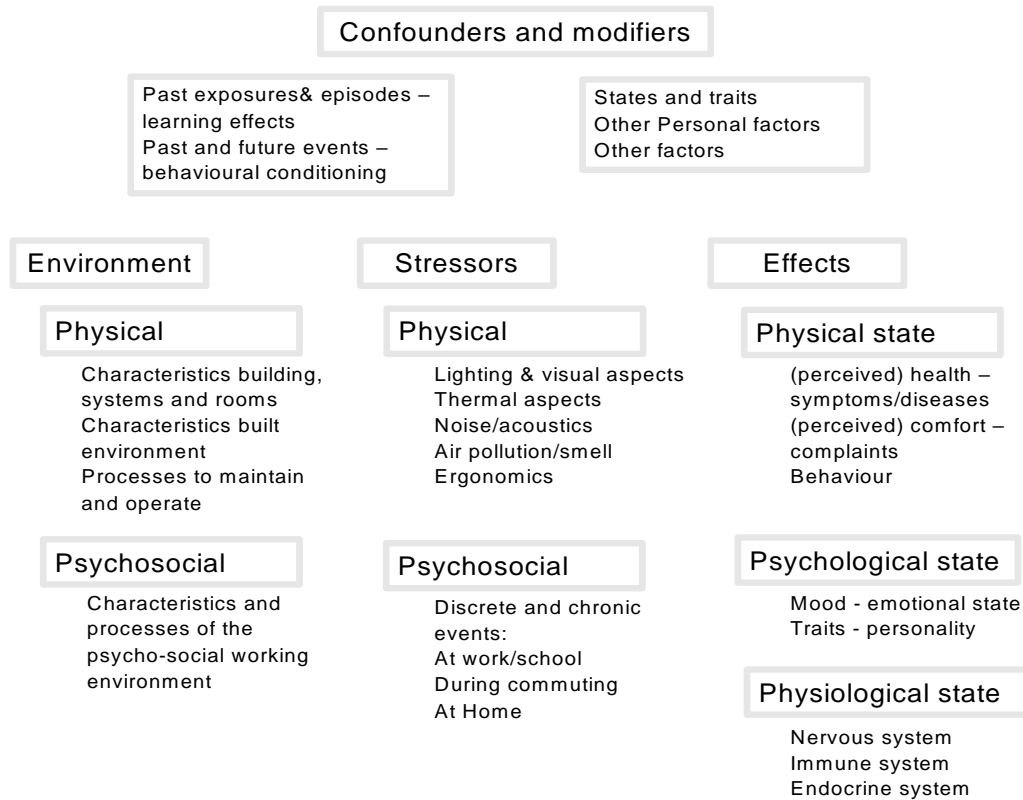 Confounders and modifiers
Past exposures& episodes –
learning effects
Past and future events –
behavioural conditioning
States and traits
Other Personal factors
Other factors
Environment
Physical
Characteristics building,
systems and rooms
Characteristics built
environment
Processes to maintain
and operate
Psychosocial
Characteristics and
processes of the
psycho-social working
environment
Stressors
Physical
Lighting & visual aspects
Thermal aspects
Noise/acoustics
Air pollution/smell
Ergonomics
Psychosocial
Discrete and chronic
events:
At work/school
During commuting
At Home
Effects
Physical state
(perceived) health –
symptoms/diseases
(perceived) comfort –
complaints
Behaviour
Psychological state
Mood - emotional state
Traits - personality
Physiological state
Nervous system
Immune system
Endocrine system